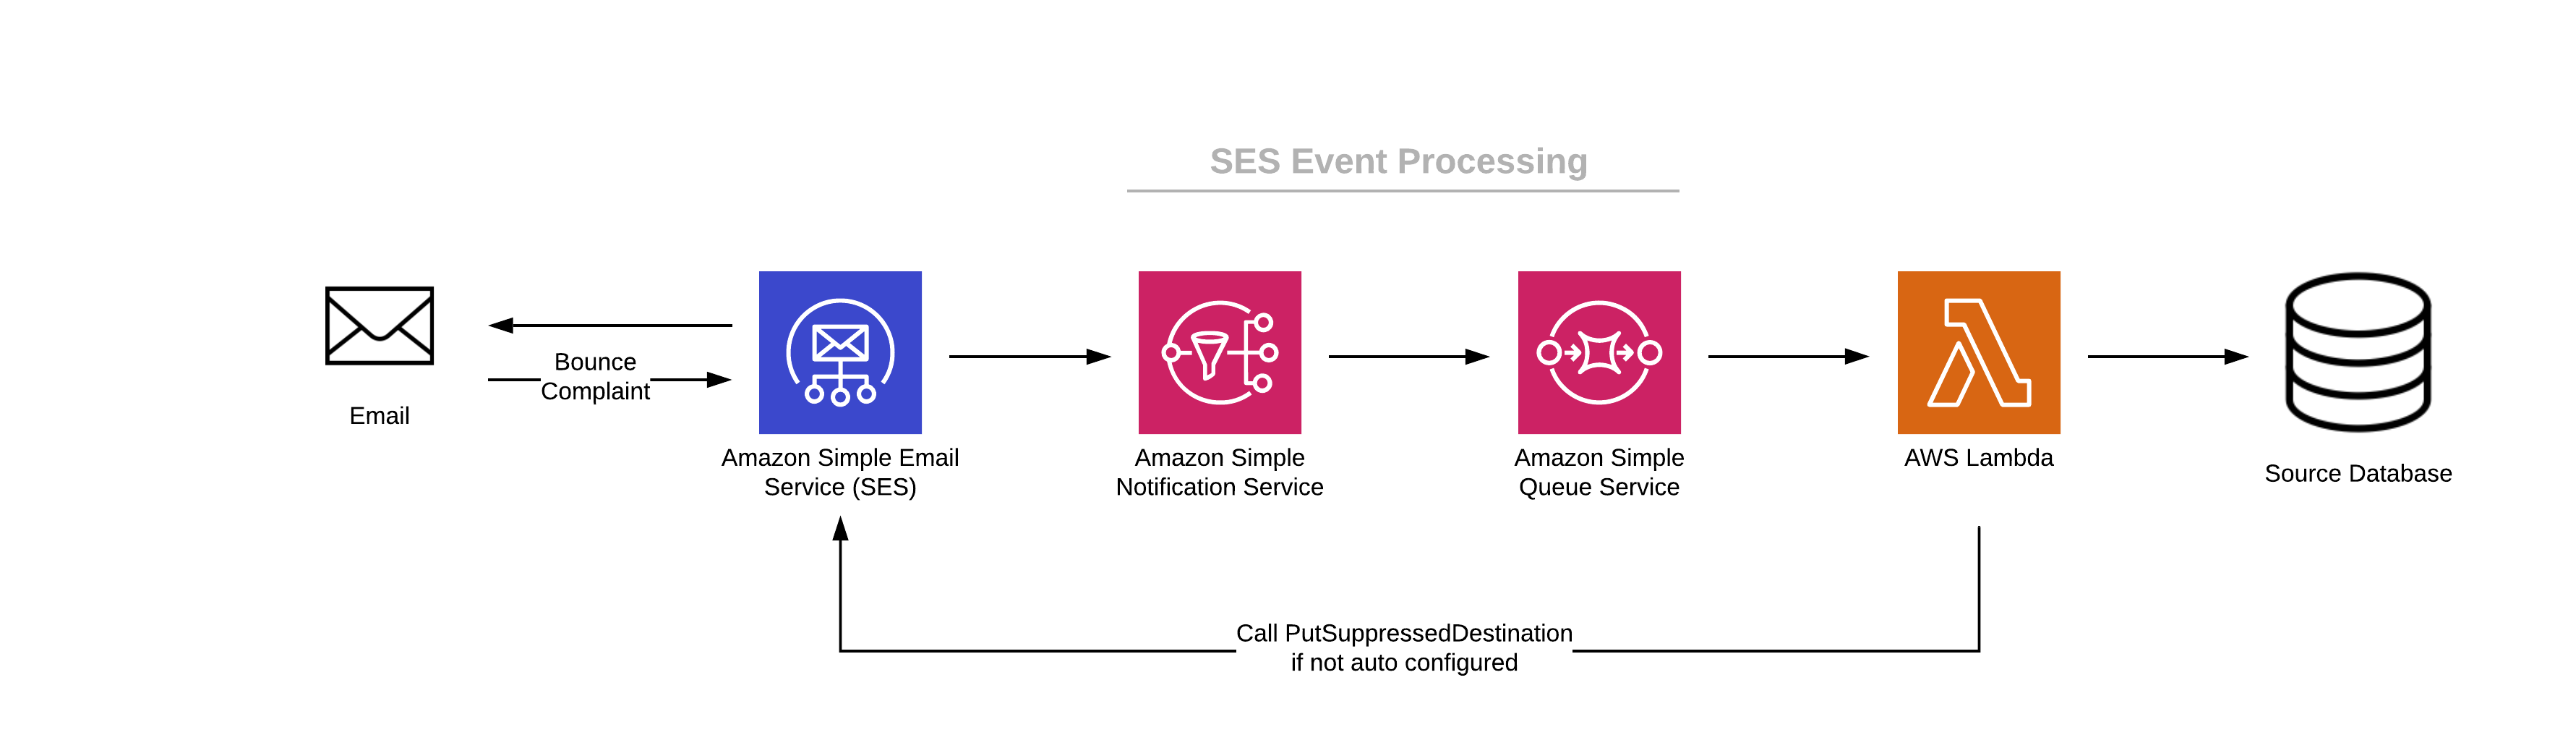 SES Event Processing
Bounce
Complaint
Email
Amazon Simple Email
Service (SES)
Amazon Simple
Notification Service
Amazon Simple
Queue Service
AWS Lambda
Source Database
Call PutSuppressedDestination
if not auto configured